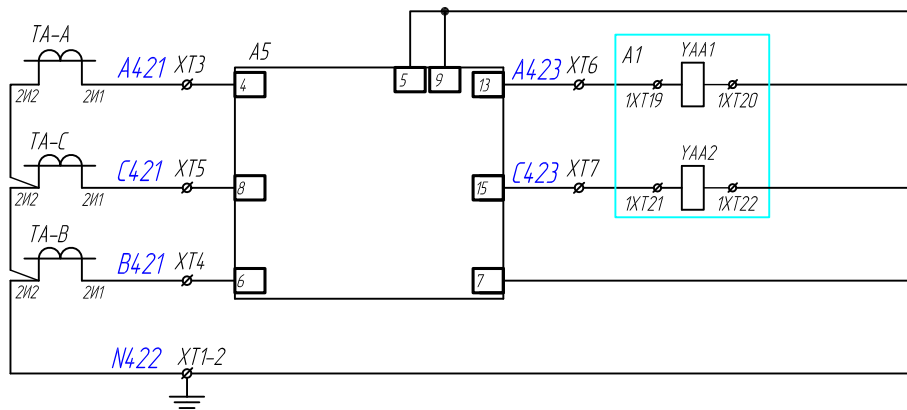 TA-A
A421 XT3
2И2
2И1
4
A5
5
9
13
A423 XT6
A1
YAA1
1XT19
1XT20
TA-C
C421 XT5
2И2
2И1
8
15
C423 XT7
YAA2
1XT21
1XT22
TA-B
B421 XT4
2И2
2И1
6
7
N422 XT1-2